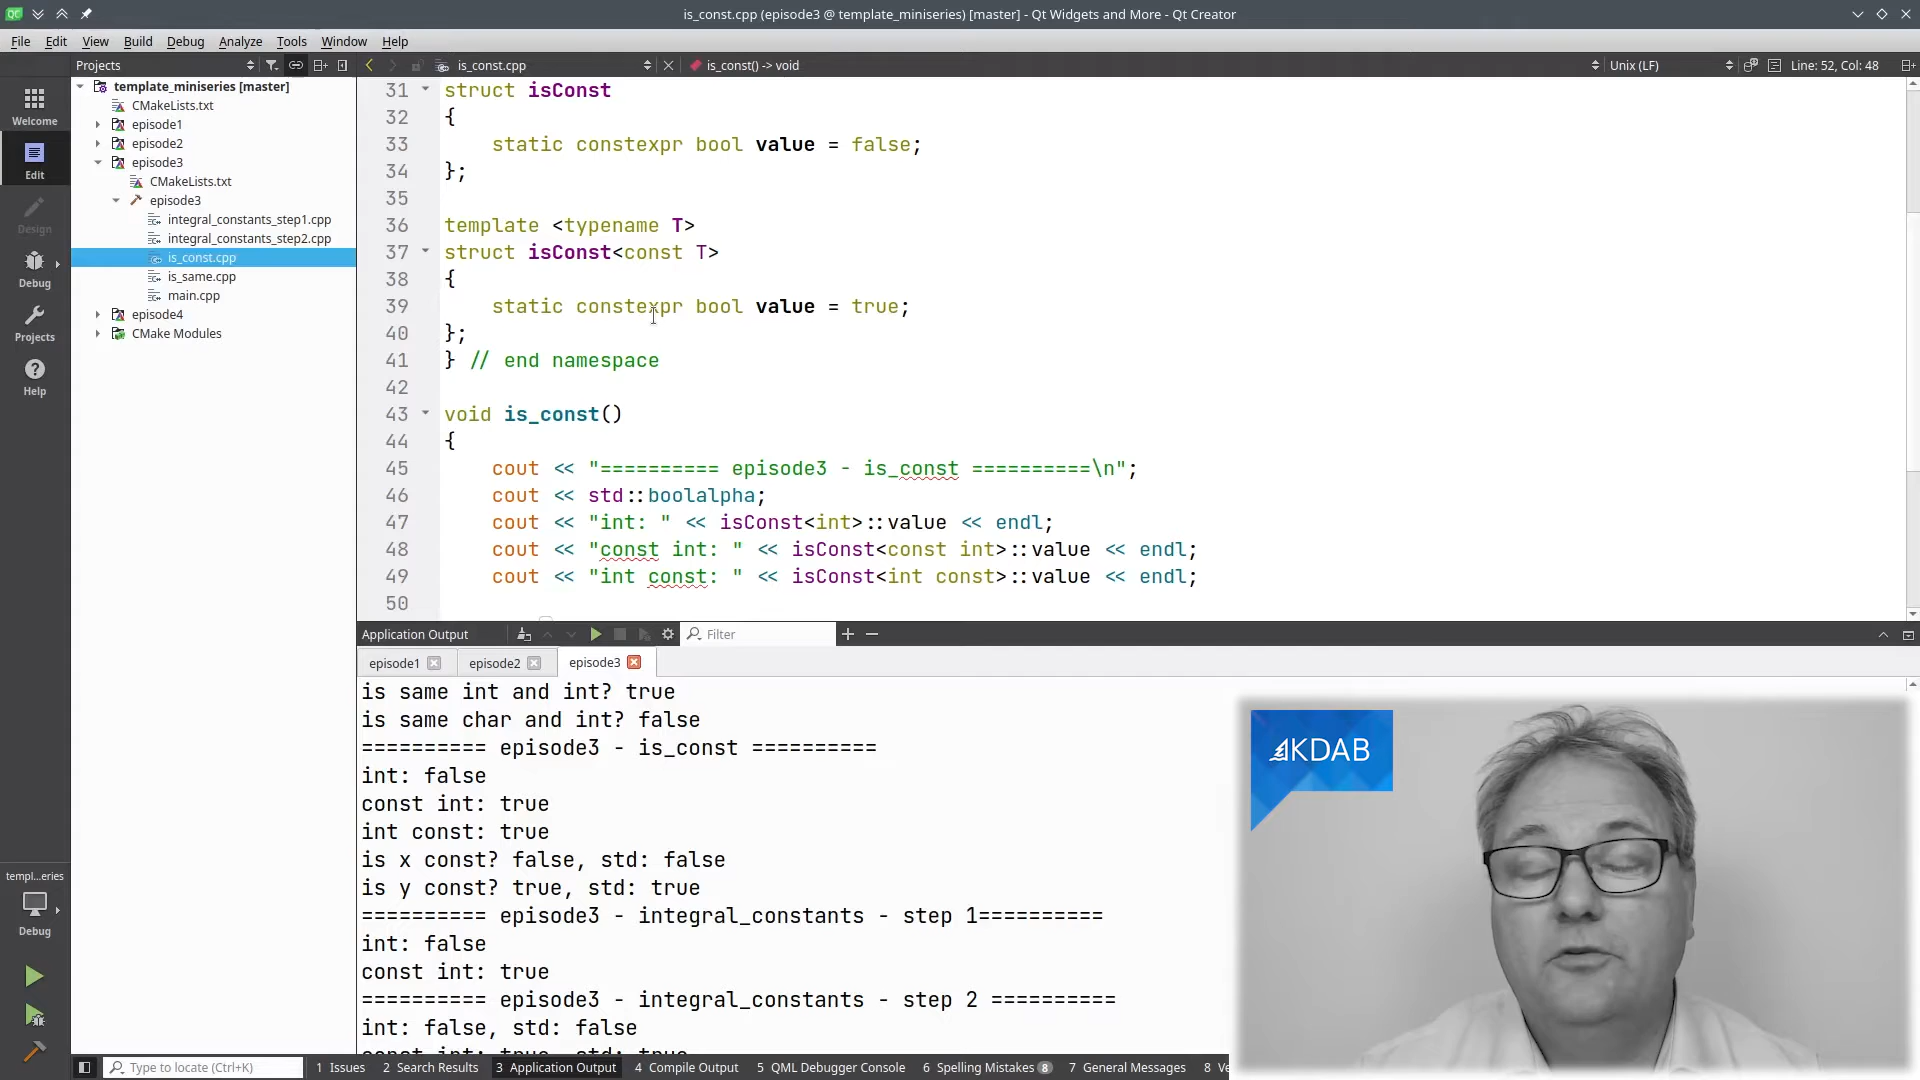 is_const.cpp (episode3 @ template_miniseries) [master] - Qt Widgets and More - Qt Creator
File Edit View Build Debug Analyze Tools Window Help
Projects
is_const.cpp
is_const() -> void
Unix (LF)
Line: 52, Col: 48
Welcome
Edit
Design
Debug
Projects
Help
templ...eries
Debug
template_miniseries [master]
CMakeLists.txt
episode1
episode2
episode3
CMakeLists.txt
episode3
integral_constants_step1.cpp
integral_constants_step2.cpp
is_const.cpp
is_same.cpp
main.cpp
episode4
CMake Modules
31 struct isConst
32 {
33 static constexpr bool value = false;
34 };
35
36 template <typename T>
37 struct isConst<const T>
38 {
39 static constexpr bool value = true;
40 };
41 } // end namespace
42
43 void is_const()
44 {
45 cout << "========== episode3 - is_const ==========\n";
46 cout << std::boolalpha;
47 cout << "int: " << isConst<int>::value << endl;
48 cout << "const int: " << isConst<const int>::value << endl;
49 cout << "int const: " << isConst<int const>::value << endl;
50
Application Output
Filter
episode1
episode2
episode3
is same int and int? true
is same char and int? false
========== episode3 - is_const ==========
int: false
const int: true
int const: true
is x const? false, std: false
is y const? true, std: true
========== episode3 - integral_constants - step 1==========
int: false
const int: true
========== episode3 - integral_constants - step 2 ==========
int: false, std: false
const int: true, std: true
KDAB
Type to locate (Ctrl+K)
1 Issues
2 Search Results
3 Application Output
4 Compile Output
5 QML Debugger Console
6 Spelling Mistakes 8
7 General Messages
8 Ve